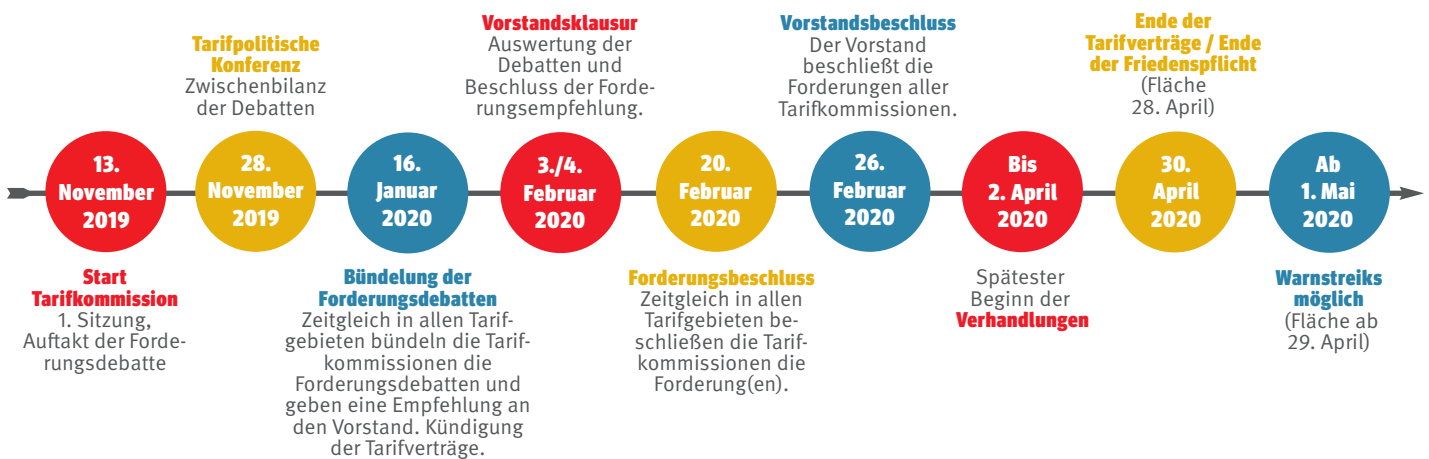 13.
November
2019
Start
Tarifkommission
1. Sitzung,
Auftakt der Forde-
rungsdebatte
Tarifpolitische
Konferenz
Zwischenbilanz
der Debatten
28.
November
2019
16.
Januar
2020
Bündelung der
Forderungsdebatten
Zeitgleich in allen Tarif-
gebieten bündeln die Tarif-
kommissionen die
Forderungsdebatten und
geben eine Empfehlung an
den Vorstand. Kündigung
der Tarifverträge.
Vorstandsklausur
Auswertung der
Debatten und
Beschluss der Forde-
rungsempfehlung.
3./4.
Februar
2020
20.
Februar
2020
Forderungsbeschluss
Zeitgleich in allen
Tarifgebieten be-
schließen die Tarif-
kommissionen die
Forderung(en).
Vorstandsbeschluss
Der Vorstand
beschließt die
Forderungen aller
Tarifkommissionen.
26.
Februar
2020
Bis
2. April
2020
Spätester
Beginn der
Verhandlungen
Ende der
Tarifverträge / Ende
der Friedenspflicht
(Fläche
28. April)
30.
April
2020
Ab
1. Mai
2020
Warnstreiks
möglich
(Fläche ab
29. April)